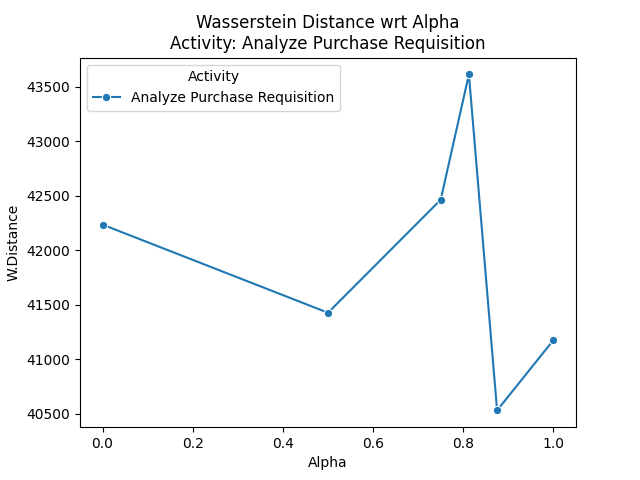 Wasserstein Distance wrt Alpha
Activity: Analyze Purchase Requisition
Activity
Analyze Purchase Requisition
43500
43000
42500
42000
41500
41000
40500
W.Distance
0.0 0.2 0.4 0.6 0.8 1.0
Alpha